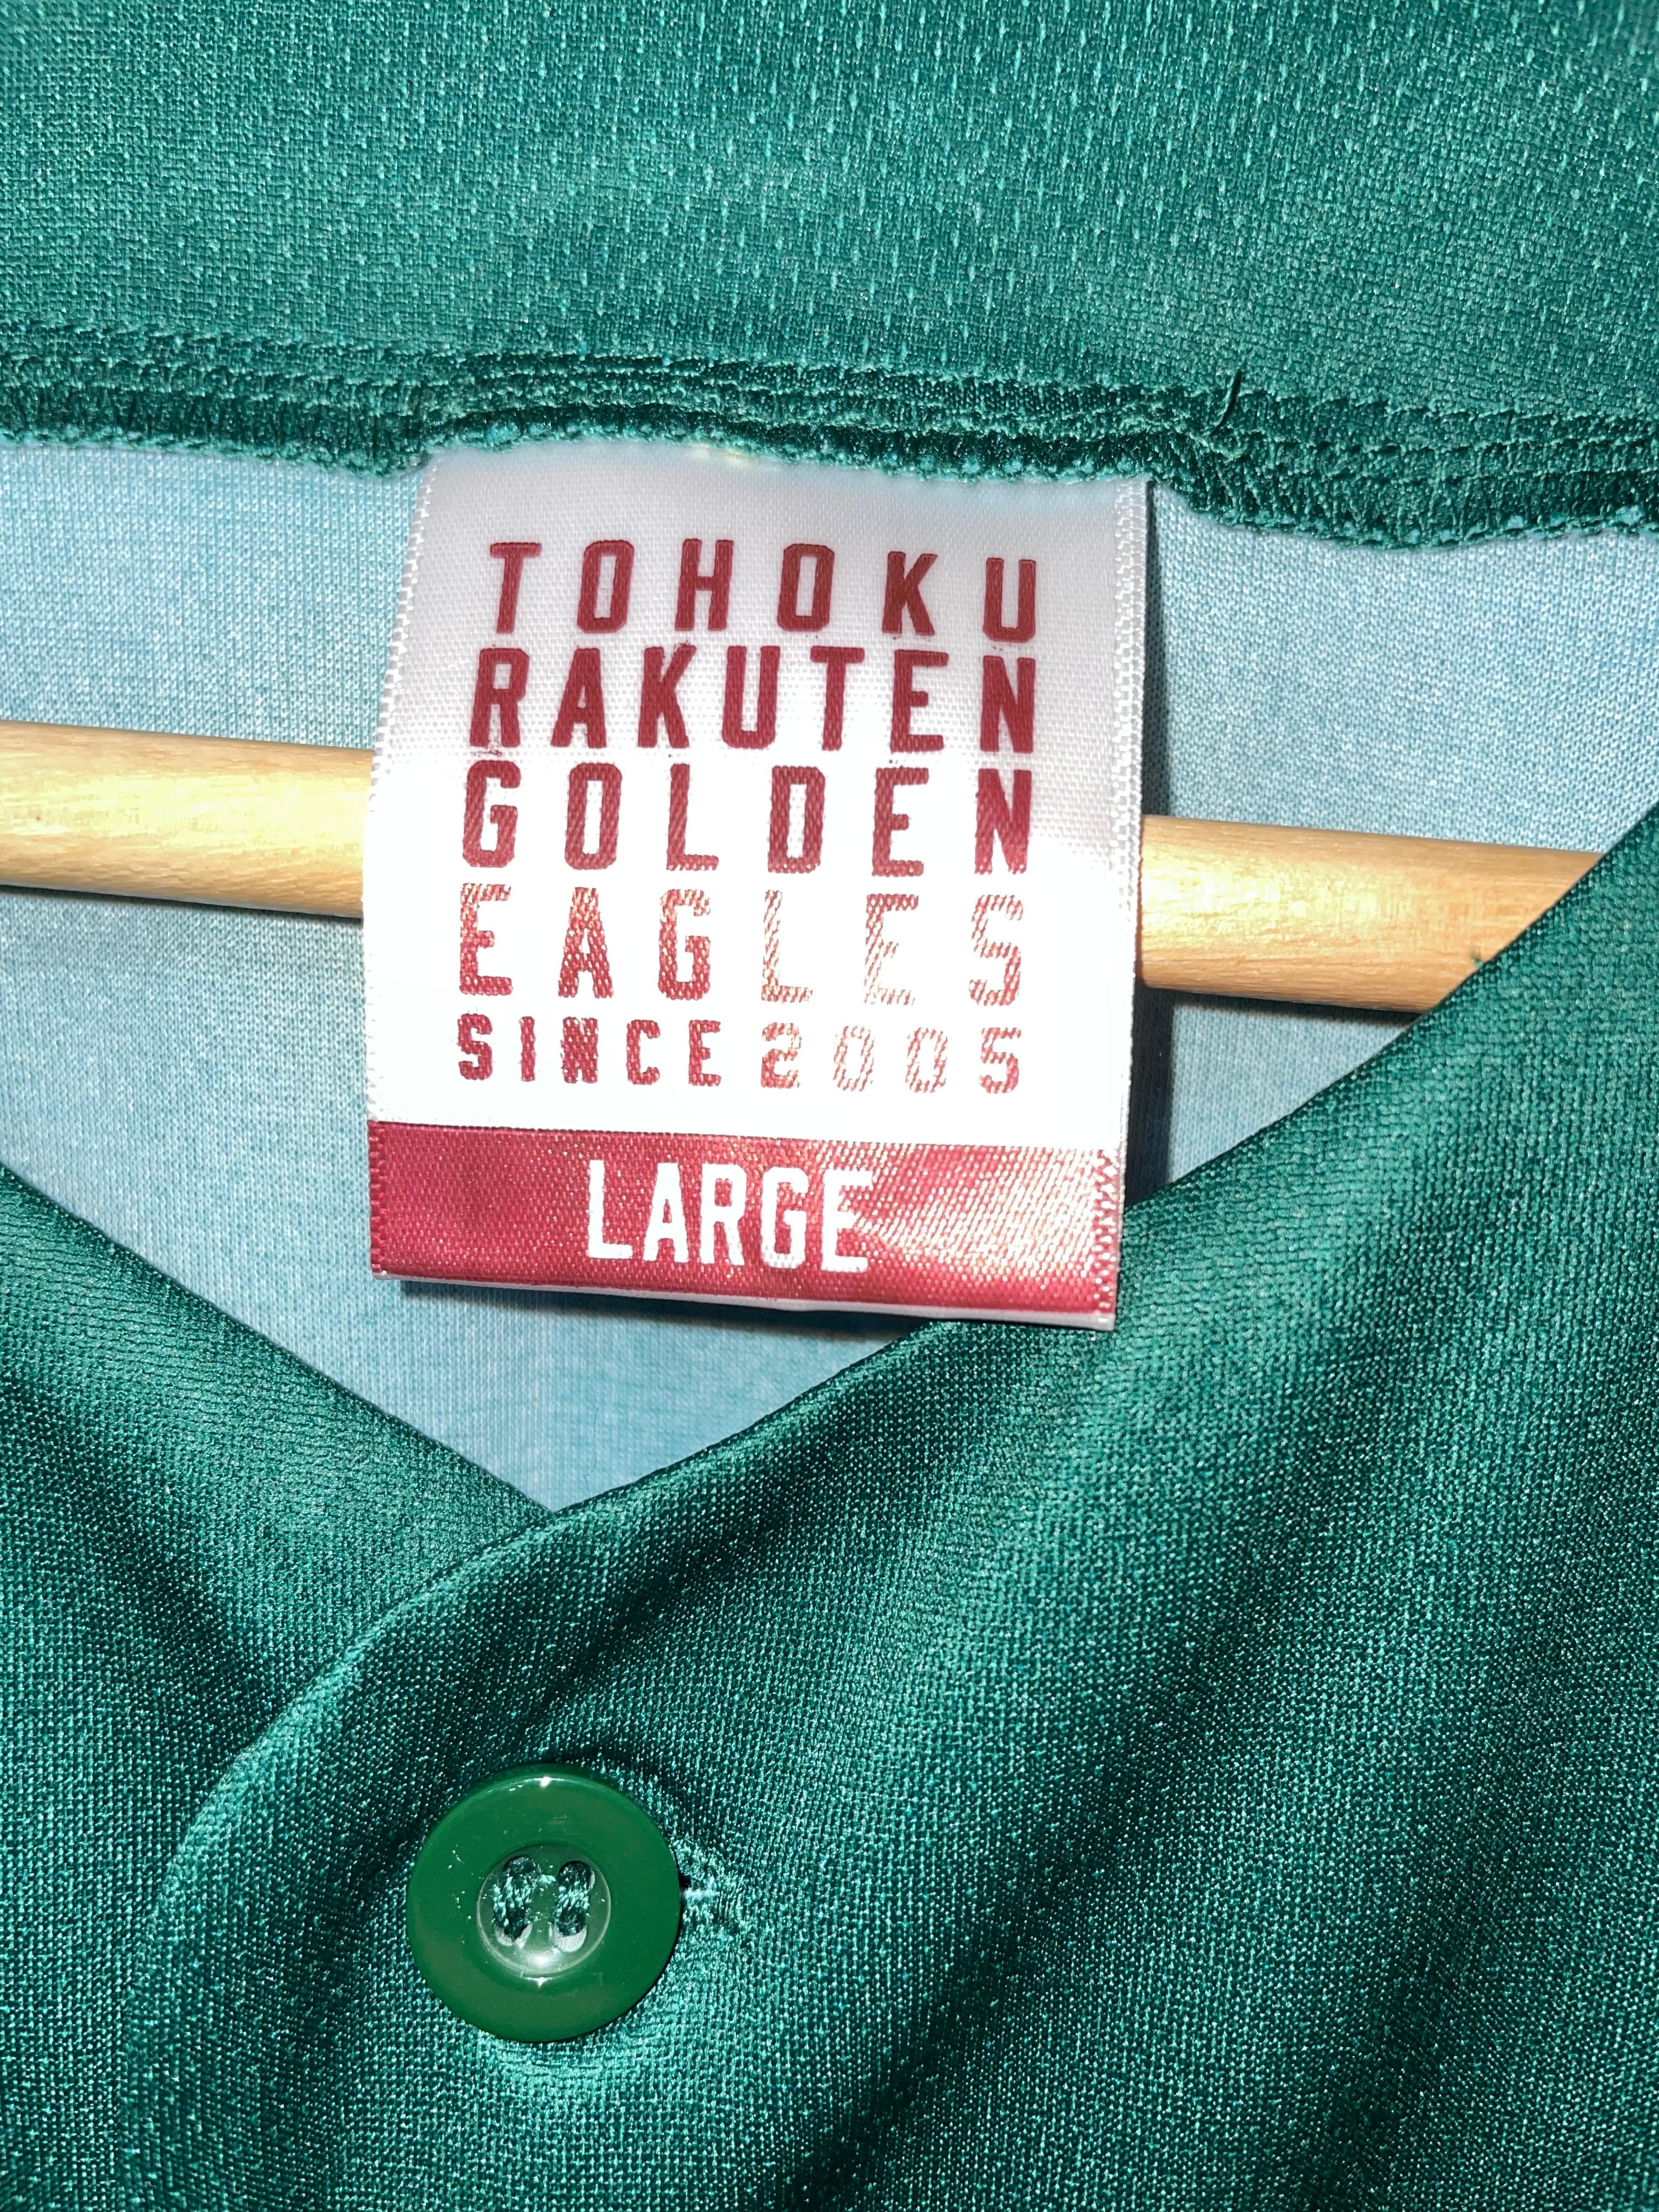 TOHOKU
RAKUTEN
GOLDEN
EAGLES
SINCE 2005
LARGE